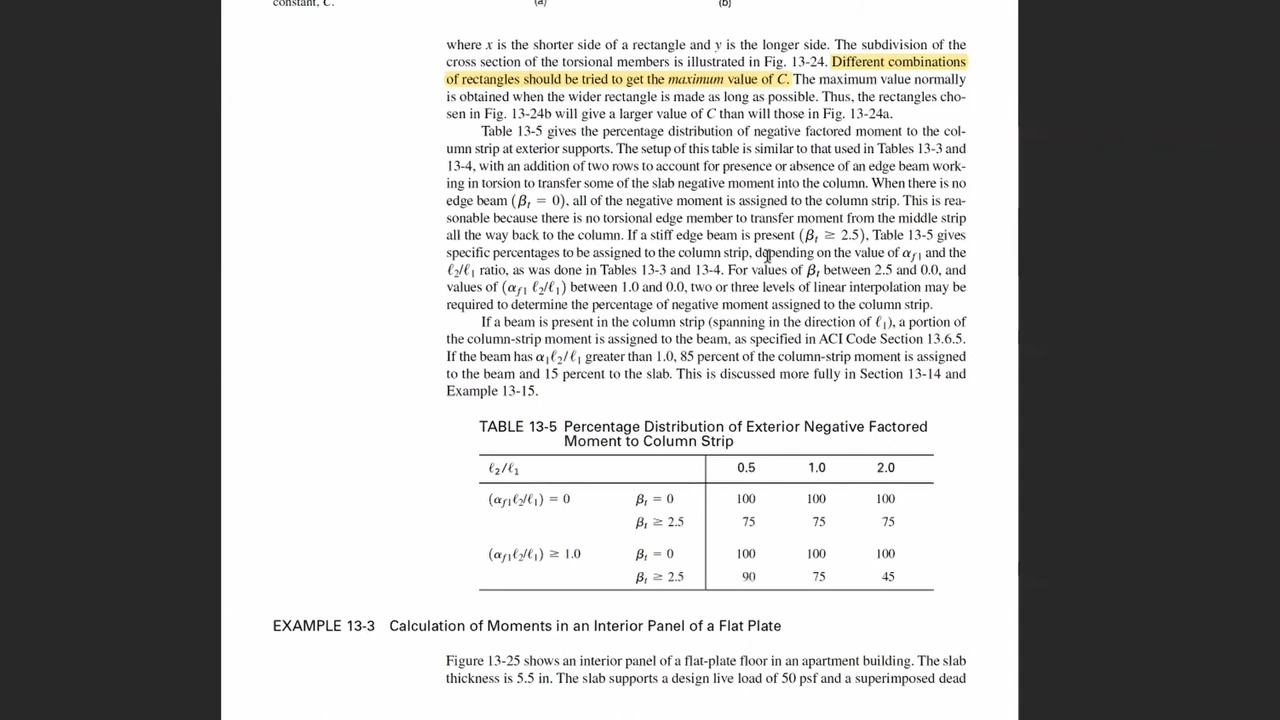 constant, C.
(a)
(b)
where x is the shorter side of a rectangle and y is the longer side. The subdivision of the
cross section of the torsional members is illustrated in Fig. 13-24. Different combinations
of rectangles should be tried to get the maximum value of C. The maximum value normally
is obtained when the wider rectangle is made as long as possible. Thus, the rectangles cho-
sen in Fig. 13-24b will give a larger value of C than will those in Fig. 13-24a.
Table 13-5 gives the percentage distribution of negative factored moment to the col-
umn strip at exterior supports. The setup of this table is similar to that used in Tables 13-3 and
13-4, with an addition of two rows to account for presence or absence of an edge beam work-
ing in torsion to transfer some of the slab negative moment into the column. When there is no
edge beam (βt = 0), all of the negative moment is assigned to the column strip. This is rea-
sonable because there is no torsional edge member to transfer moment from the middle strip
all the way back to the column. If a stiff edge beam is present (βt ≥ 2.5), Table 13-5 gives
specific percentages to be assigned to the column strip, depending on the value of αf1 and the
ℓ2/ℓ1 ratio, as was done in Tables 13-3 and 13-4. For values of βt between 2.5 and 0.0, and
values of (αf1 ℓ2/ℓ1) between 1.0 and 0.0, two or three levels of linear interpolation may be
required to determine the percentage of negative moment assigned to the column strip.
If a beam is present in the column strip (spanning in the direction of ℓ1), a portion of
the column-strip moment is assigned to the beam, as specified in ACI Code Section 13.6.5.
If the beam has α1ℓ2/ℓ1 greater than 1.0, 85 percent of the column-strip moment is assigned
to the beam and 15 percent to the slab. This is discussed more fully in Section 13-14 and
Example 13-15.
TABLE 13-5 Percentage Distribution of Exterior Negative Factored
Moment to Column Strip
ℓ2/ℓ1 0.5 1.0 2.0
(αf1ℓ2/ℓ1) = 0 βt = 0 100 100 100
βt ≥ 2.5 75 75 75
(αf1ℓ2/ℓ1) ≥ 1.0 βt = 0 100 100 100
βt ≥ 2.5 90 75 45
EXAMPLE 13-3 Calculation of Moments in an Interior Panel of a Flat Plate
Figure 13-25 shows an interior panel of a flat-plate floor in an apartment building. The slab
thickness is 5.5 in. The slab supports a design live load of 50 psf and a superimposed dead